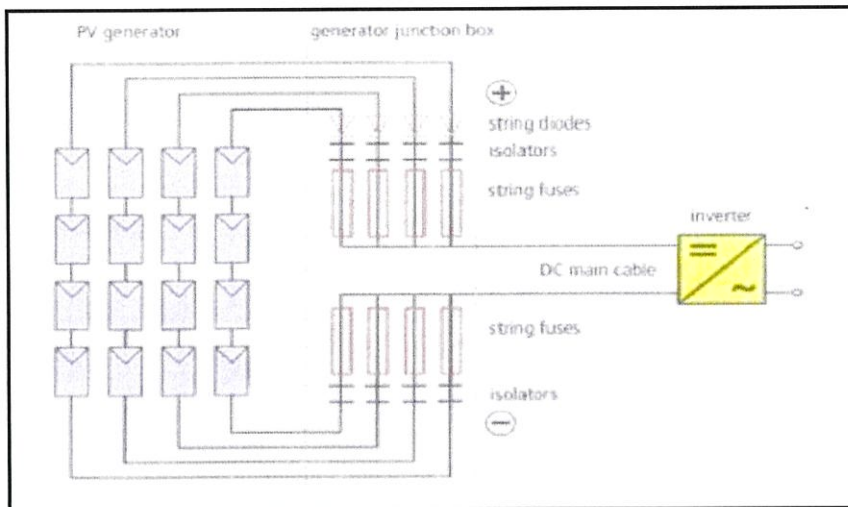 PV generator
generator junction box
+
string diodes
isolators
string fuses
inverter
DC main cable
string fuses
isolators
−